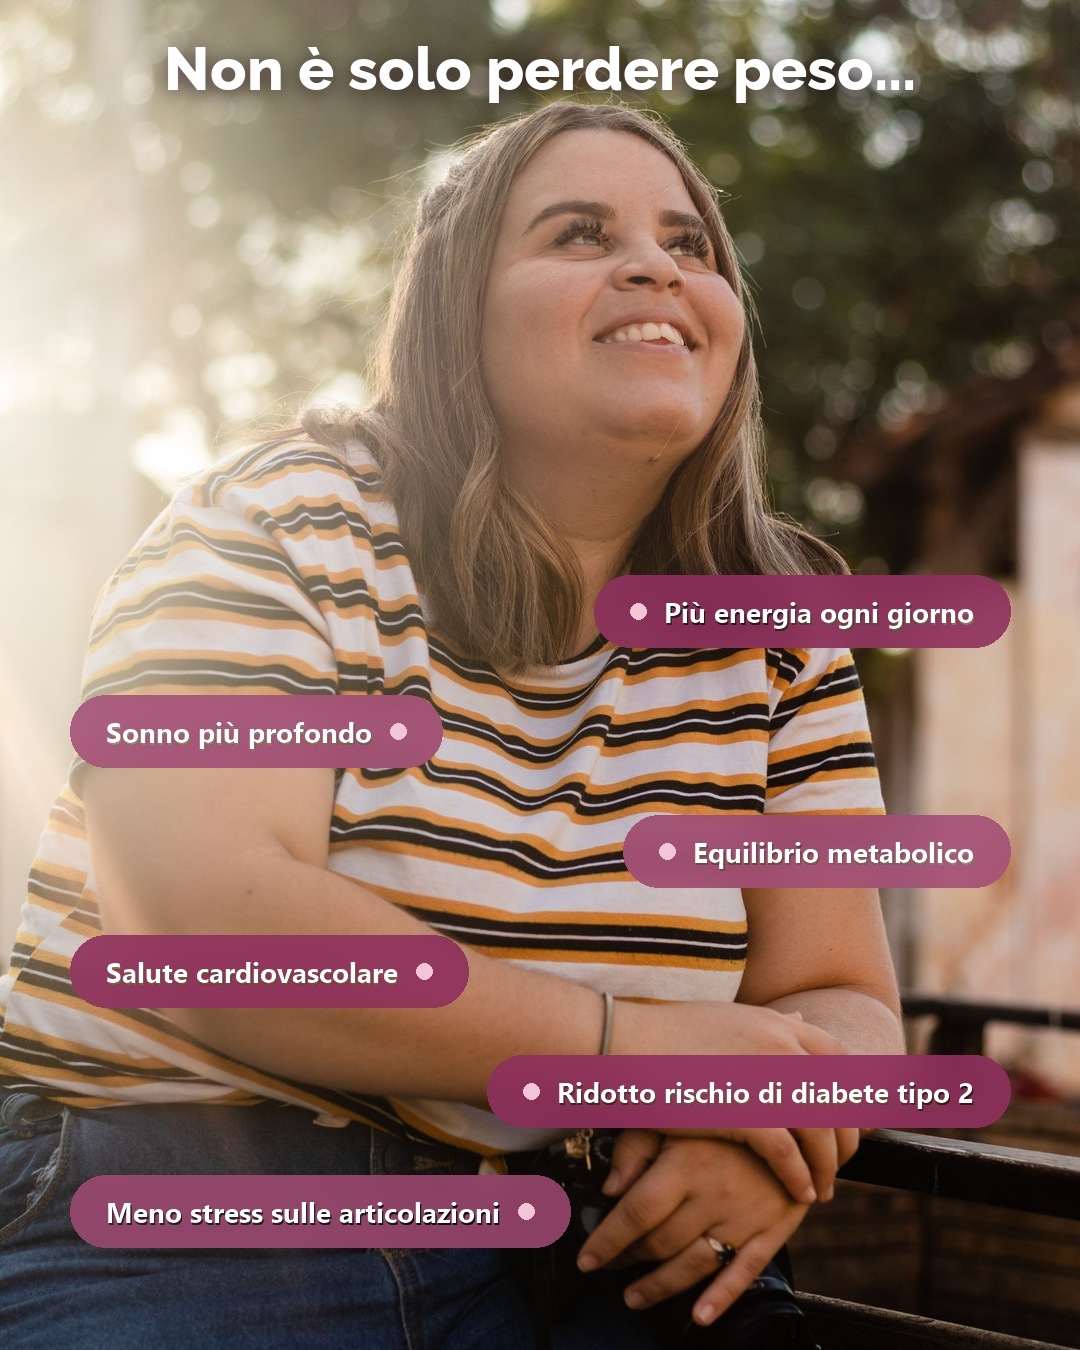 Non è solo perdere peso...
Più energia ogni giorno
Sonno più profondo
Equilibrio metabolico
Salute cardiovascolare
Ridotto rischio di diabete tipo 2
Meno stress sulle articolazioni